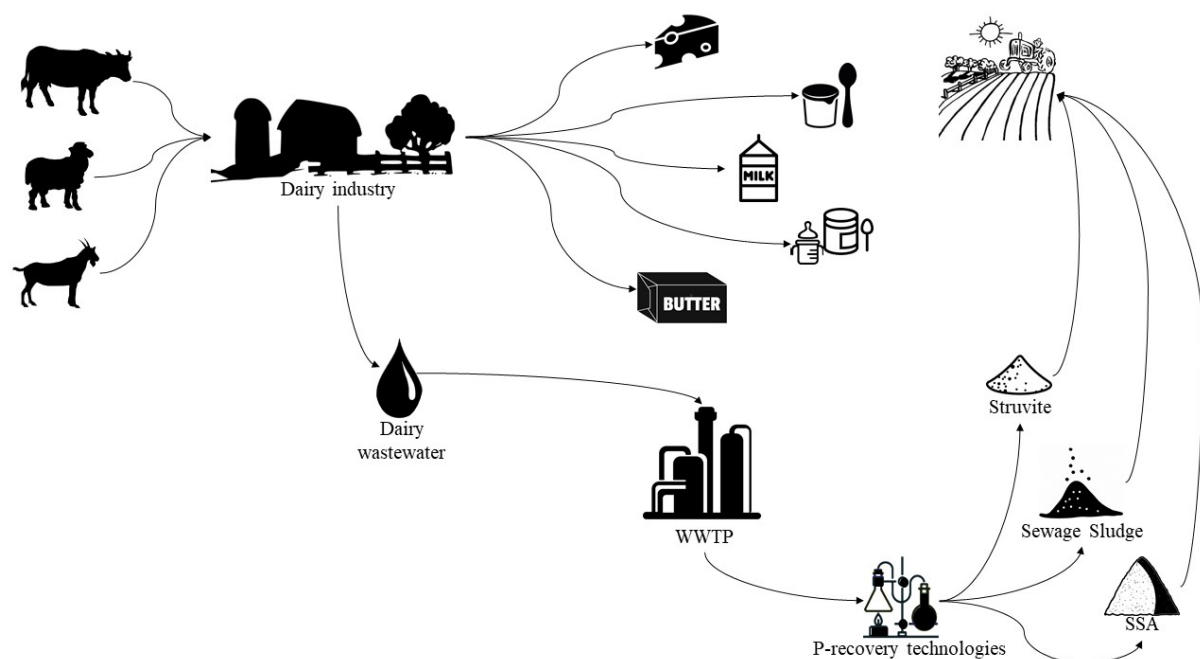 Dairy industry
MILK
BUTTER
Dairy
wastewater
WWTP
P-recovery technologies
Struvite
Sewage Sludge
SSA